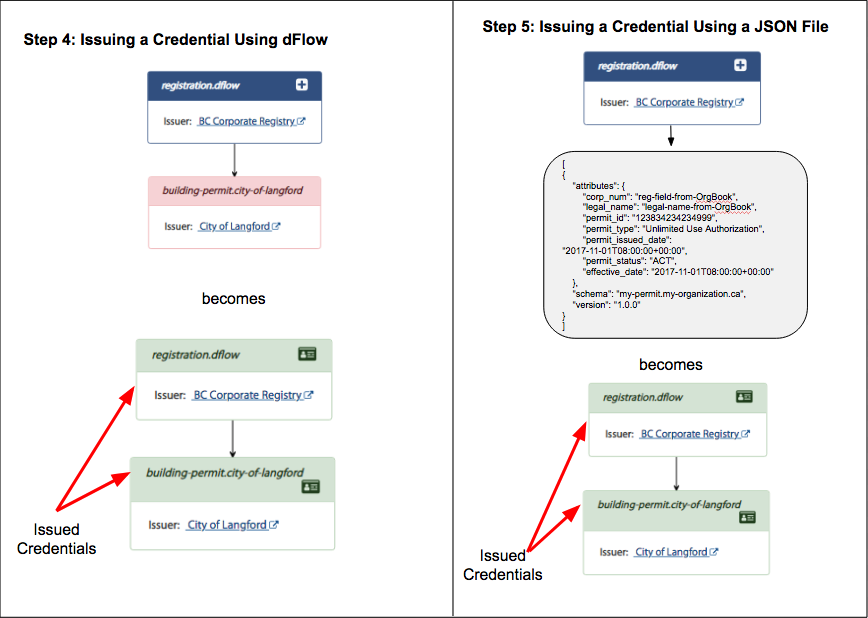 Step 4: Issuing a Credential Using dFlow
registration.dflow
Issuer: BC Corporate Registry
building-permit.city-of-langford
Issuer: City of Langford
becomes
registration.dflow
Issuer: BC Corporate Registry
building-permit.city-of-langford
Issuer: City of Langford
Issued
Credentials
Step 5: Issuing a Credential Using a JSON File
registration.dflow
Issuer: BC Corporate Registry
[
{
"attributes": {
"corp_num": "reg-field-from-OrgBook",
"legal_name": "legal-name-from-OrgBook",
"permit_id": "123834234234999",
"permit_type": "Unlimited Use Authorization",
"permit_issued_date":
"2017-11-01T08:00:00+00:00",
"permit_status": "ACT",
"effective_date": "2017-11-01T08:00:00+00:00"
},
"schema": "my-permit.my-organization.ca",
"version": "1.0.0"
}
]
becomes
registration.dflow
Issuer: BC Corporate Registry
building-permit.city-of-langford
Issuer: City of Langford
Issued
Credentials